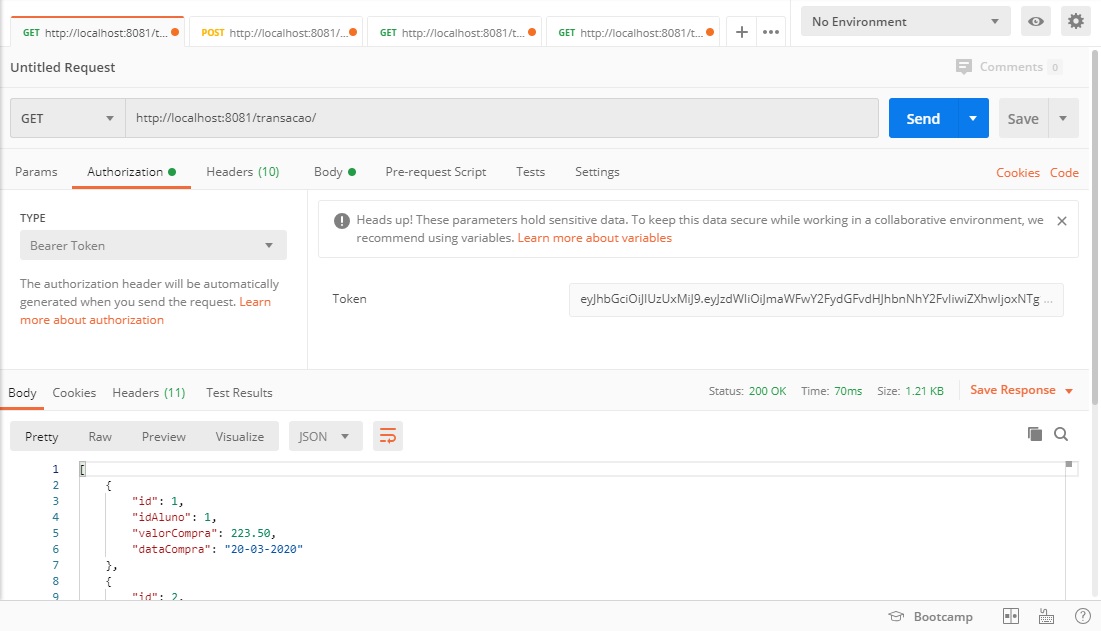 GET http://localhost:8081/t...
POST http://localhost:8081/...
GET http://localhost:8081/t...
GET http://localhost:8081/t...
No Environment
Untitled Request
Comments 0
GET
http://localhost:8081/transacao/
Send
Save
Params
Authorization
Headers (10)
Body
Pre-request Script
Tests
Settings
Cookies
Code
TYPE
Bearer Token
The authorization header will be automatically
generated when you send the request. Learn
more about authorization
Heads up! These parameters hold sensitive data. To keep this data secure while working in a collaborative environment, we
recommend using variables. Learn more about variables
Token
Body
Cookies
Headers (11)
Test Results
Status: 200 OK
Time: 70ms
Size: 1.21 KB
Save Response
Pretty
Raw
Preview
Visualize
JSON
1 [
2 {
3 "id": 1,
4 "idAluno": 1,
5 "valorCompra": 223.50,
6 "dataCompra": "20-03-2020"
7 },
8 {
9 "id": 2,
Bootcamp